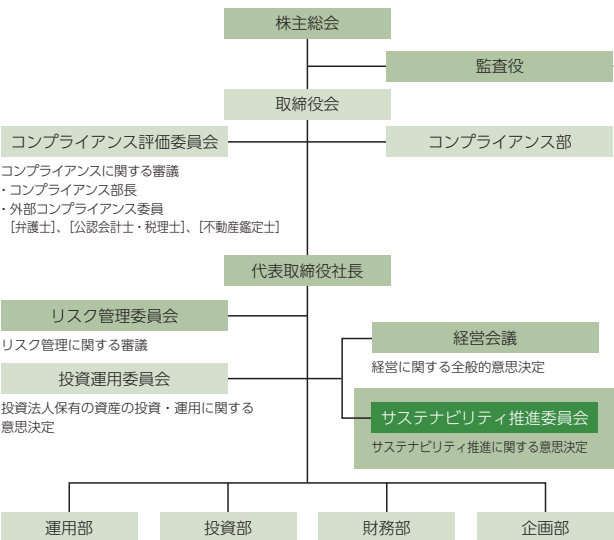 株主総会
監査役
取締役会
コンプライアンス評価委員会
コンプライアンス部
コンプライアンスに関する審議
・コンプライアンス部長
・外部コンプライアンス委員
［弁護士］、［公認会計士・税理士］、［不動産鑑定士］
代表取締役社長
リスク管理委員会
リスク管理に関する審議
経営会議
経営に関する全般的意思決定
投資運用委員会
投資法人保有の資産の投資・運用に関する
意思決定
サステナビリティ推進委員会
サステナビリティ推進に関する意思決定
運用部
投資部
財務部
企画部